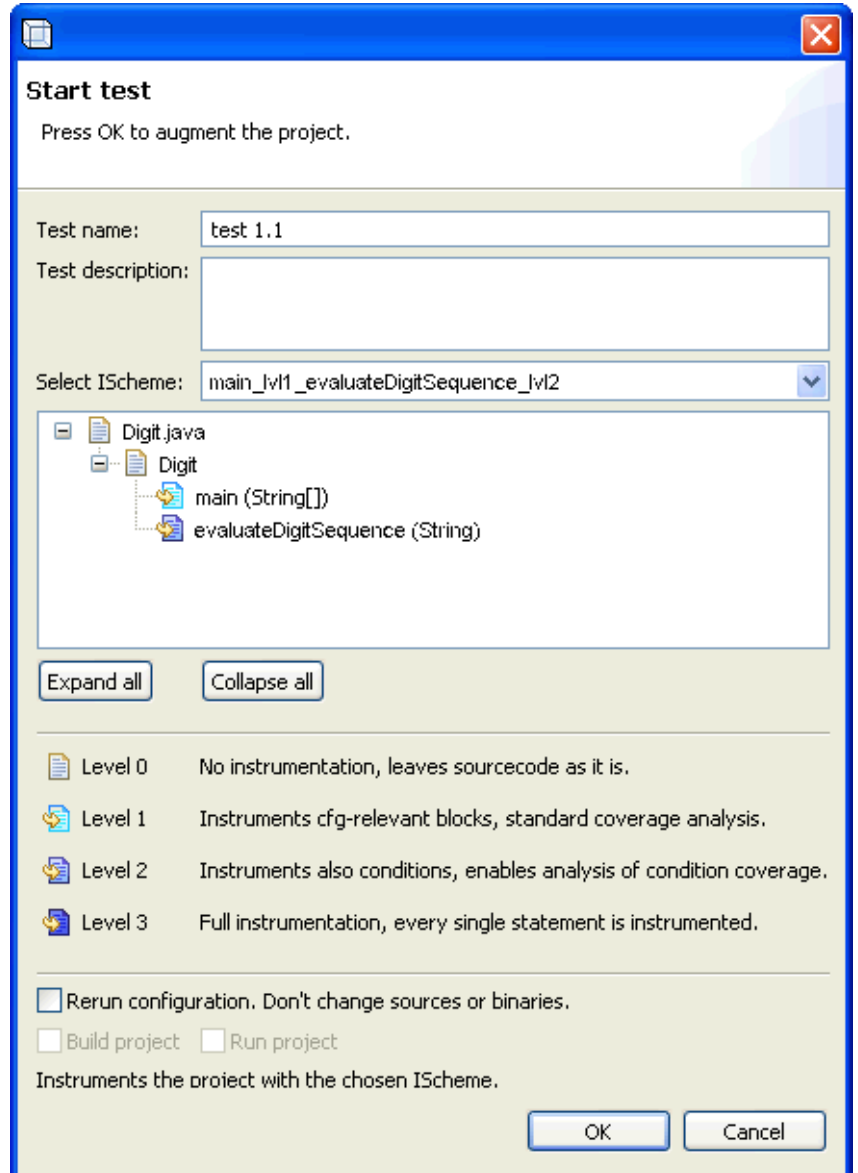 Start test
Press OK to augment the project.
Test name: test 1.1
Test description:
Select IScheme: main_lvl1_evaluateDigitSequence_lvl2
Digit.java
Digit
main (String[])
evaluateDigitSequence (String)
Expand all Collapse all
Level 0 No instrumentation, leaves sourcecode as it is.
Level 1 Instruments cfg-relevant blocks, standard coverage analysis.
Level 2 Instruments also conditions, enables analysis of condition coverage.
Level 3 Full instrumentation, every single statement is instrumented.
Rerun configuration. Don't change sources or binaries.
Build project Run project
Instruments the project with the chosen IScheme.
OK Cancel